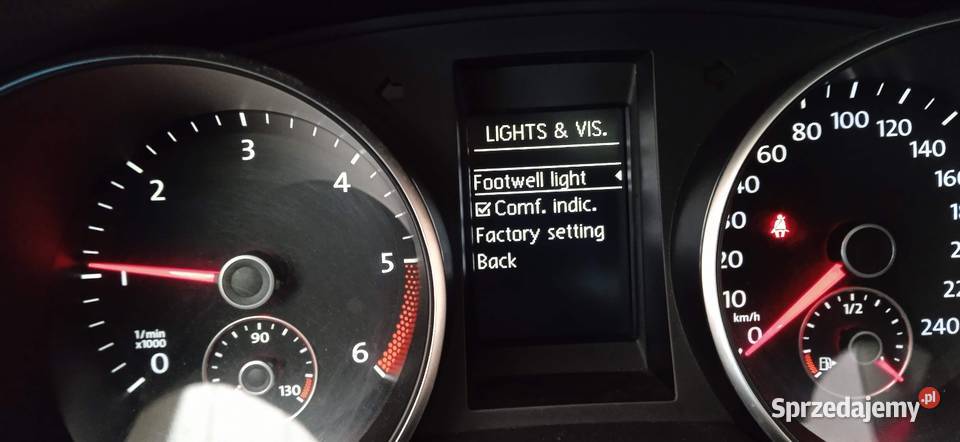 LIGHTS & VIS.
Footwell light
Comf. indic.
Factory setting
Back
0
1
2
3
4
5
6
1/min
x1000
90
130
0
10
20
30
40
60
80
100
120
140
240
km/h
1/2
Sprzedajemy.pl